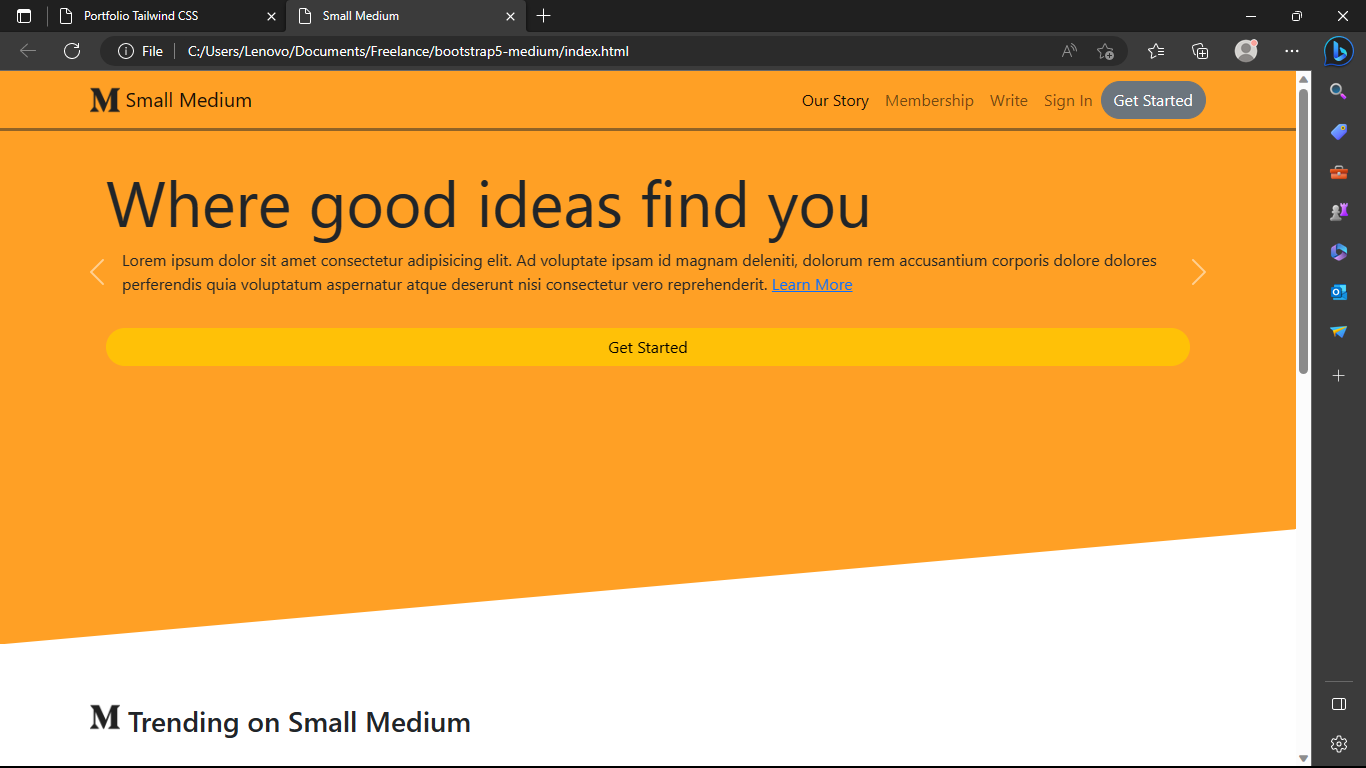 Portfolio Tailwind CSS
Small Medium
File
C:/Users/Lenovo/Documents/Freelance/bootstrap5-medium/index.html
M Small Medium
Our Story Membership Write Sign In Get Started
Where good ideas find you
Lorem ipsum dolor sit amet consectetur adipisicing elit. Ad voluptate ipsam id magnam deleniti, dolorum rem accusantium corporis dolore dolores
perferendis quia voluptatum aspernatur atque deserunt nisi consectetur vero reprehenderit. Learn More
Get Started
M Trending on Small Medium